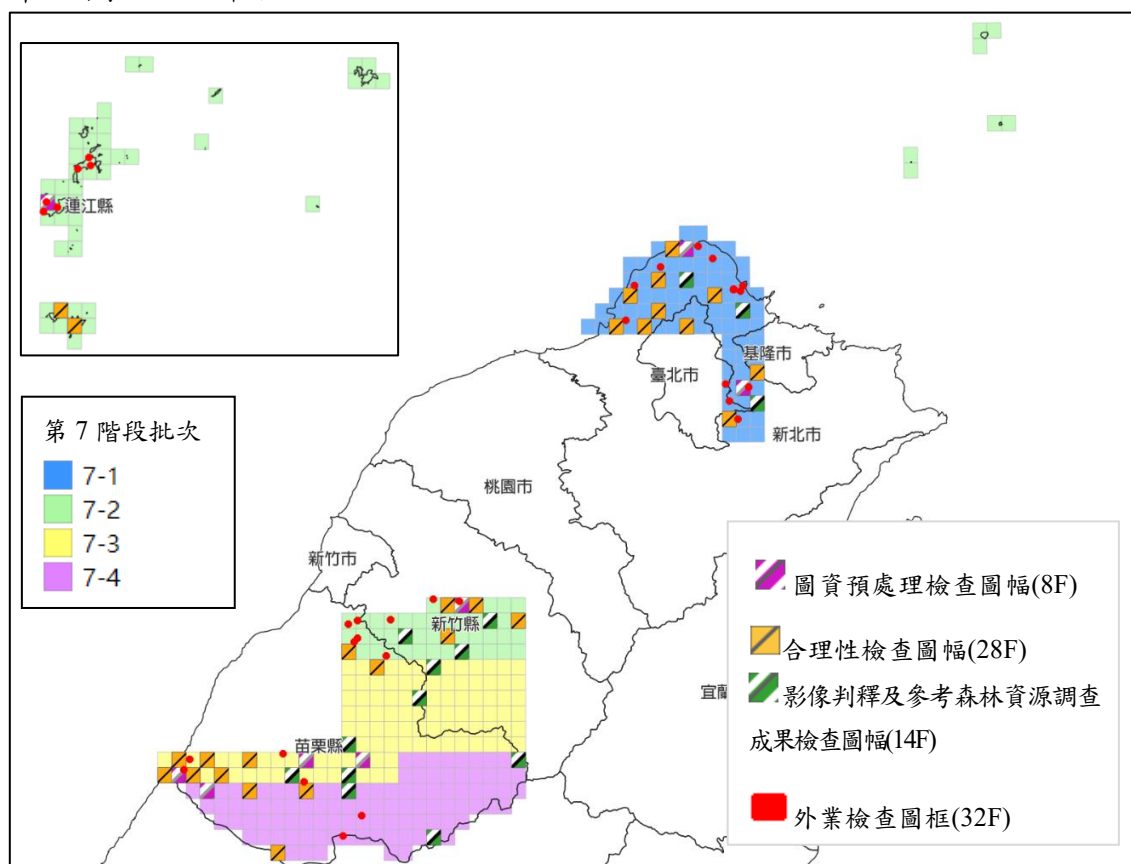 連江縣
第 7 階段批次
7-1
7-2
7-3
7-4
基隆市
臺北市
新北市
桃園市
新竹市
新竹縣
宜蘭
苗栗縣
圖資預處理檢查圖幅(8F)
合理性檢查圖幅(28F)
影像判釋及參考森林資源調查
成果檢查圖幅(14F)
外業檢查圖框(32F)